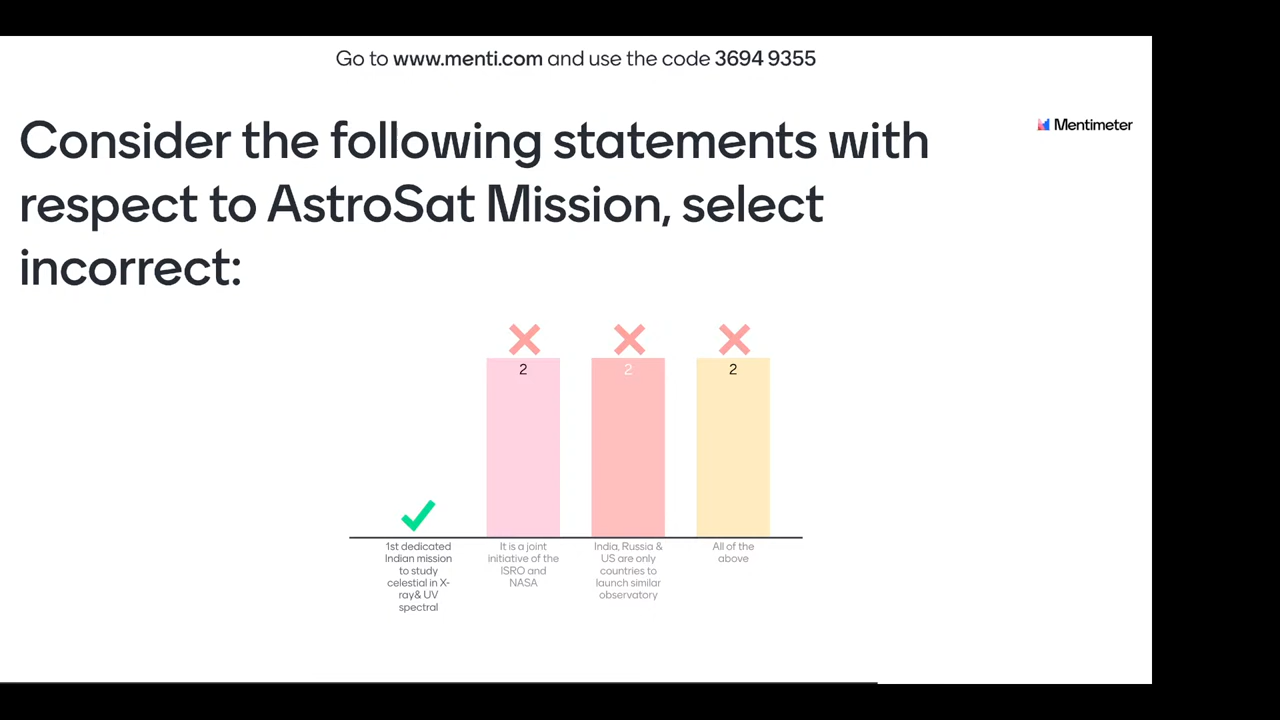 Go to www.menti.com and use the code 3694 9355
Mentimeter
Consider the following statements with
respect to AstroSat Mission, select
incorrect:
2
2
2
1st dedicated
Indian mission
to study
celestial in X-
ray& UV
spectral
It is a joint
initiative of the
ISRO and
NASA
India, Russia &
US are only
countries to
launch similar
observatory
All of the
above